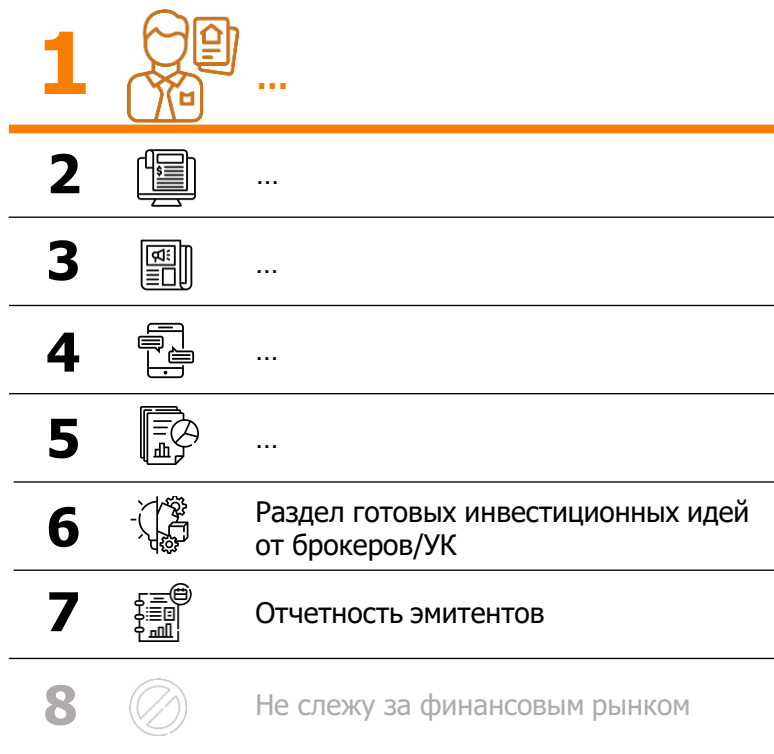 1 ...
2 ...
3 ...
4 ...
5 ...
6 Раздел готовых инвестиционных идей
от брокеров/УК
7 Отчетность эмитентов
8 Не слежу за финансовым рынком